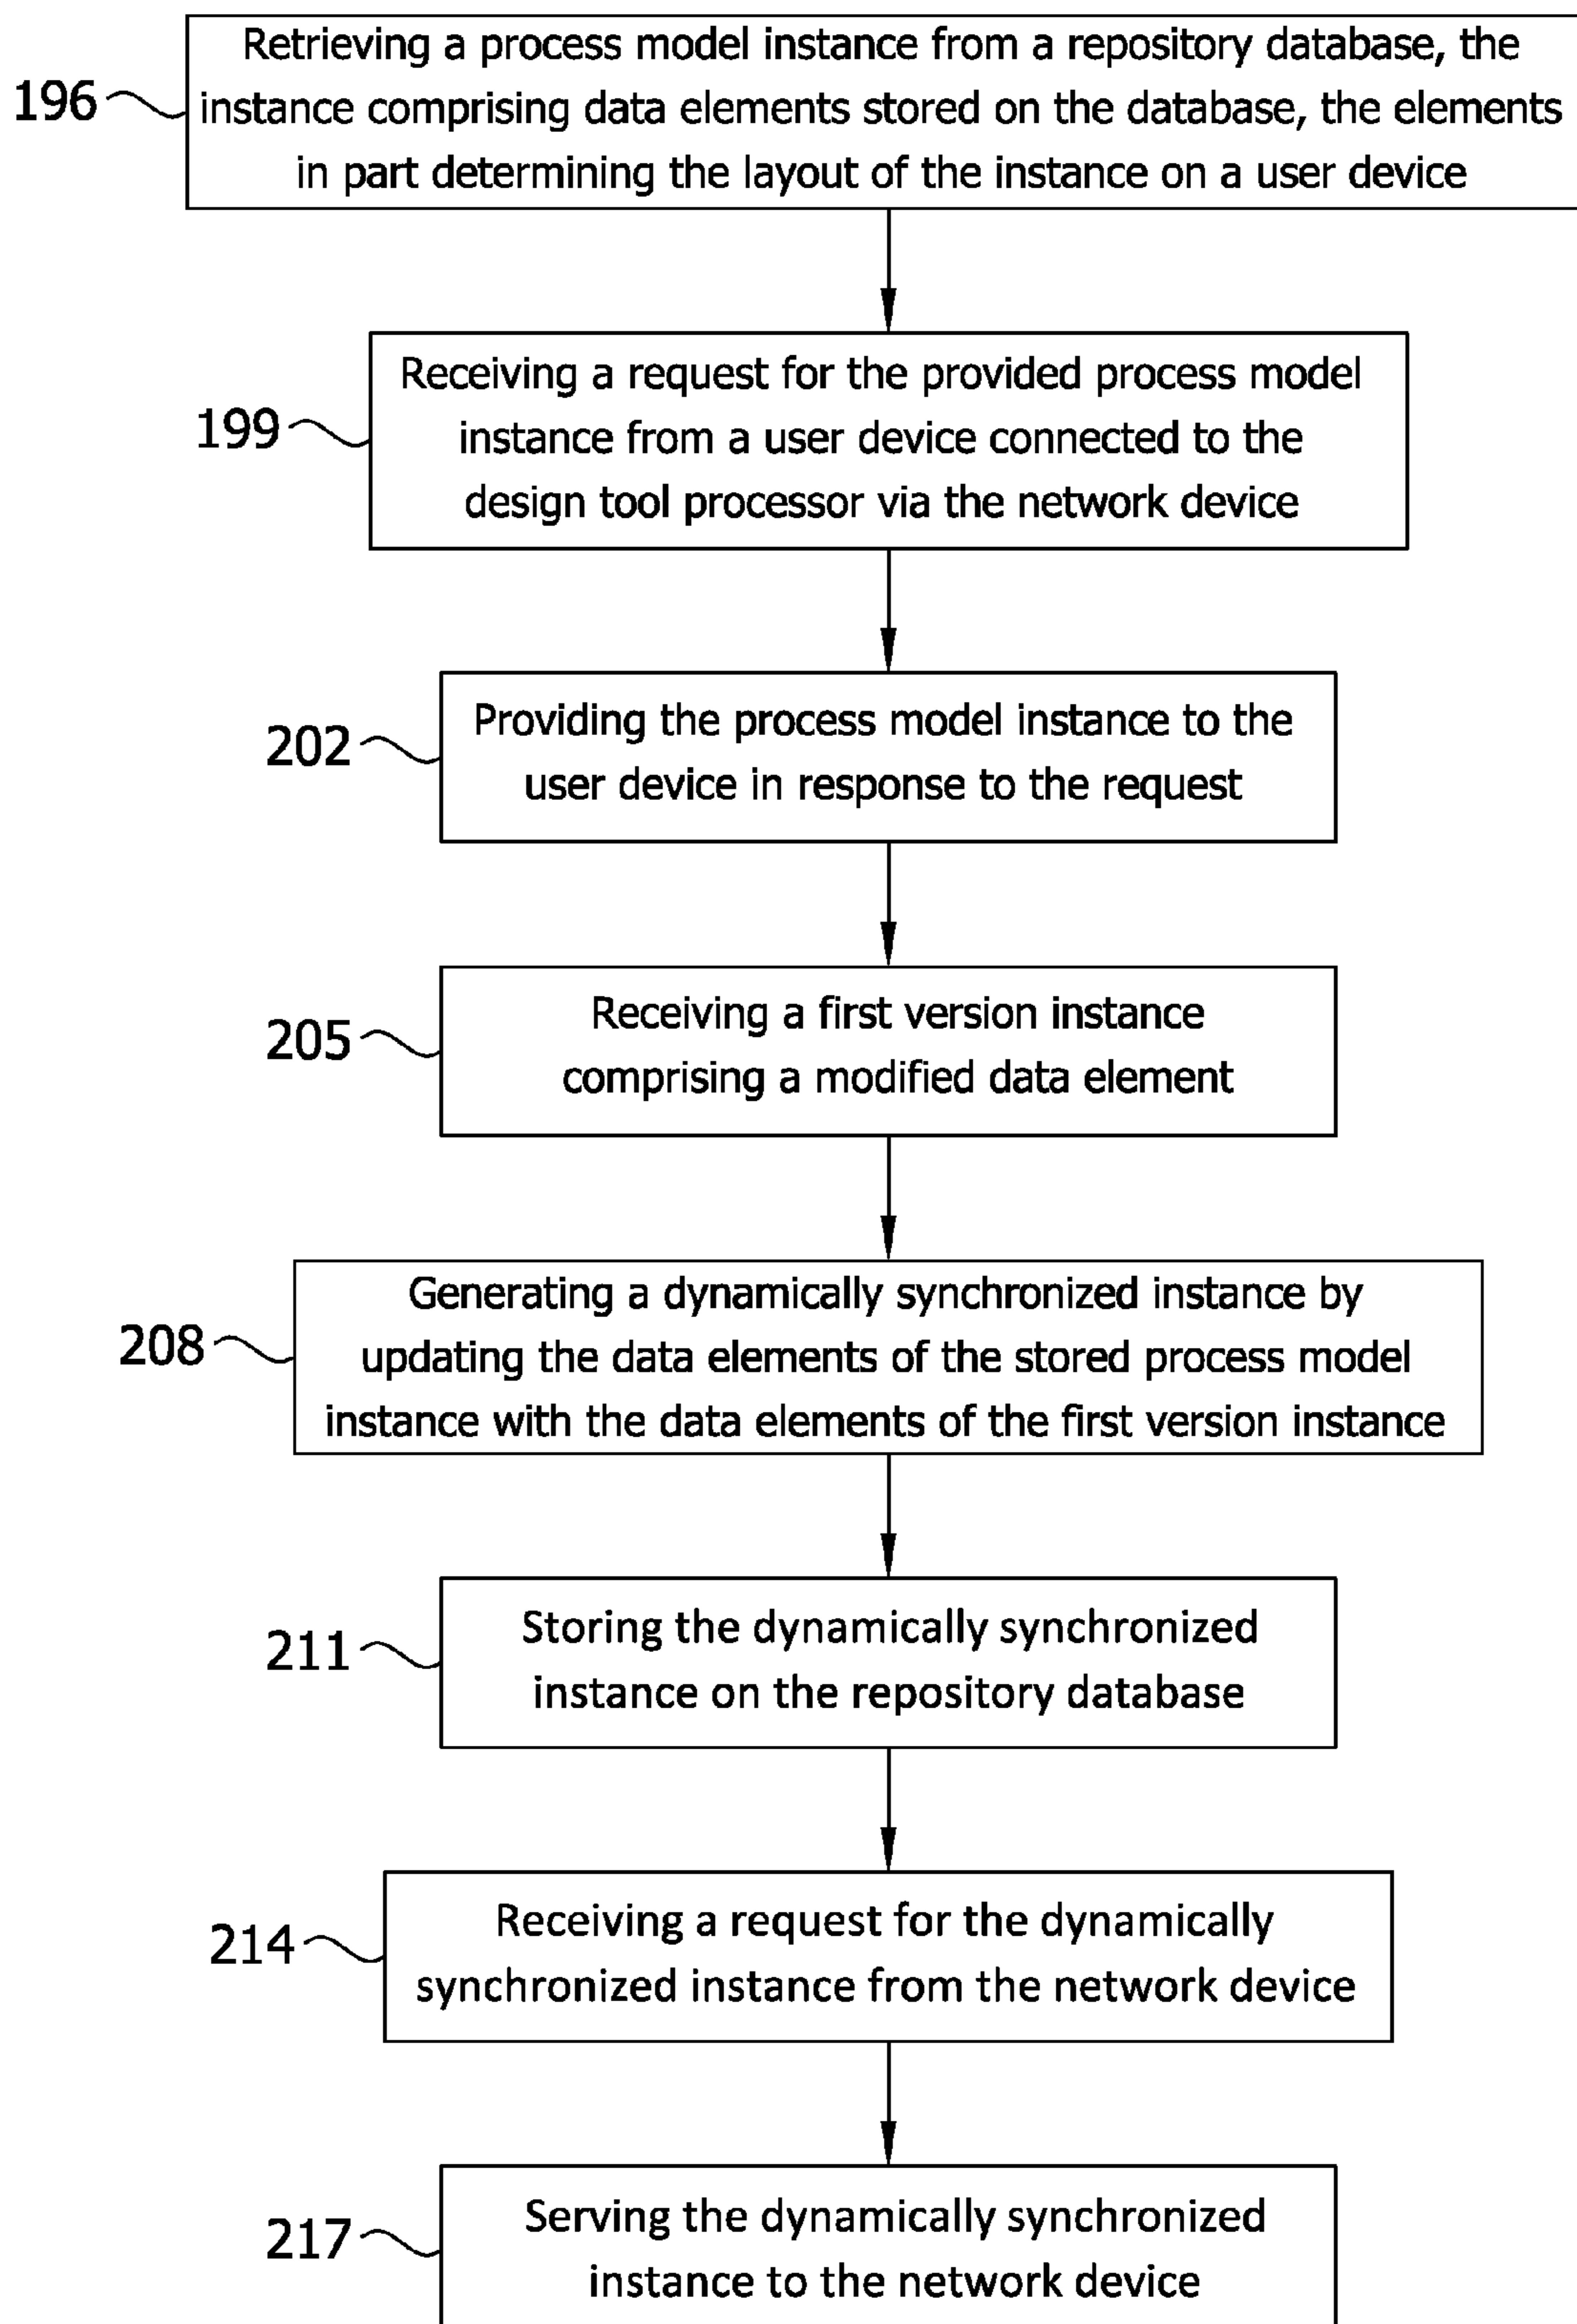 Retrieving a process model instance from a repository database, the
196
instance comprising data elements stored on the database, the elements
in part determining the layout of the instance on a user device
Receiving a request for the provided process model
199
instance from a user device connected to the
design tool processor via the network device
Providing the process model instance to the
202
user device in response to the request
Receiving a first version instance
205
comprising a modified data element
Generating a dynamically synchronized instance by
208
updating the data elements of the stored process model
instance with the data elements of the first version instance
Storing the dynamically synchronized
211
instance on the repository database
Receiving a request for the dynamically
214
synchronized instance from the network device
Serving the dynamically synchronized
217
instance to the network device